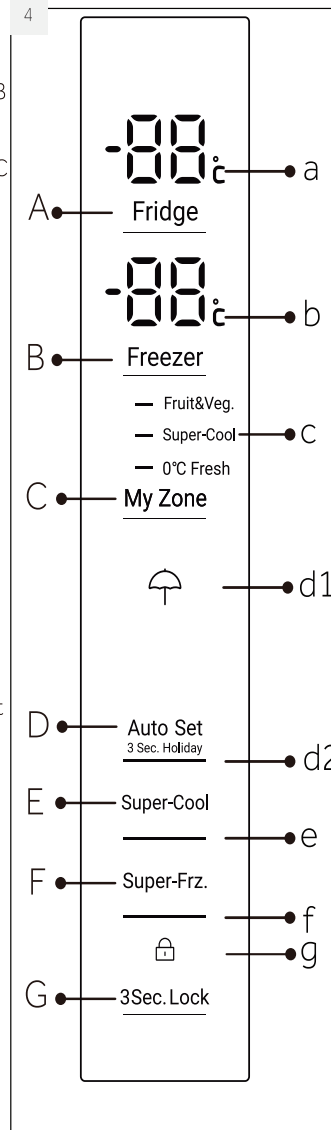 4
B
C
-88°c a
A Fridge
-88°c b
B Freezer
Fruit&Veg.
Super-Cool c
0°C Fresh
C My Zone
d1
D Auto Set
3 Sec. Holiday
d2
E Super-Cool
e
F Super-Frz.
f
g
G 3Sec.Lock